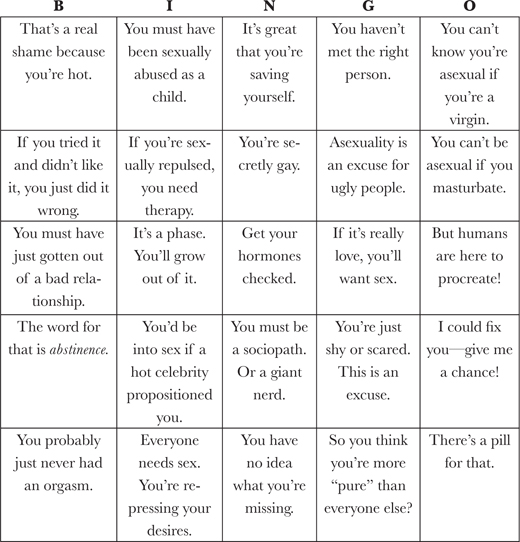 B I N G O
That's a real
shame because
you're hot.
You must have
been sexually
abused as a
child.
It's great
that you're
saving
yourself.
You haven't
met the right
person.
You can't
know you're
asexual if
you're a
virgin.
If you tried it
and didn't like
it, you just did it
wrong.
If you're sex-
ually repulsed,
you need
therapy.
You're se-
cretly gay.
Asexuality is
an excuse for
ugly people.
You can't be
asexual if you
masturbate.
You must have
just gotten out
of a bad rela-
tionship.
It's a phase.
You'll grow
out of it.
Get your
hormones
checked.
If it's really
love, you'll
want sex.
But humans
are here to
procreate!
The word for
that is abstinence.
You'd be
into sex if a
hot celebrity
propositioned
you.
You must be
a sociopath.
Or a giant
nerd.
You're just
shy or scared.
This is an
excuse.
I could fix
you—give me
a chance!
You probably
just never had
an orgasm.
Everyone
needs sex.
You're re-
pressing your
desires.
You have
no idea
what you're
missing.
So you think
you're more
“pure” than
everyone else?
There's a pill
for that.